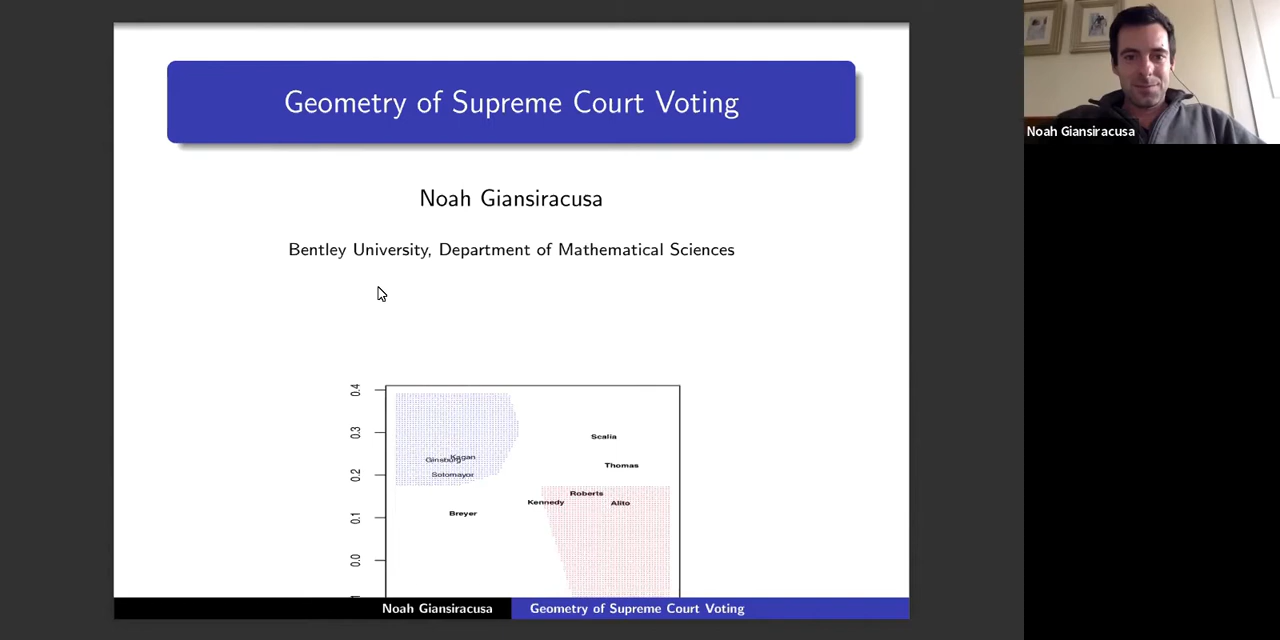 Geometry of Supreme Court Voting
Noah Giansiracusa
Bentley University, Department of Mathematical Sciences
0.4
0.3
0.2
0.1
0.0
Scalia
Kagan
Ginsburg
Thomas
Sotomayor
Roberts
Kennedy
Alito
Breyer
Noah Giansiracusa
Geometry of Supreme Court Voting
Noah Giansiracusa